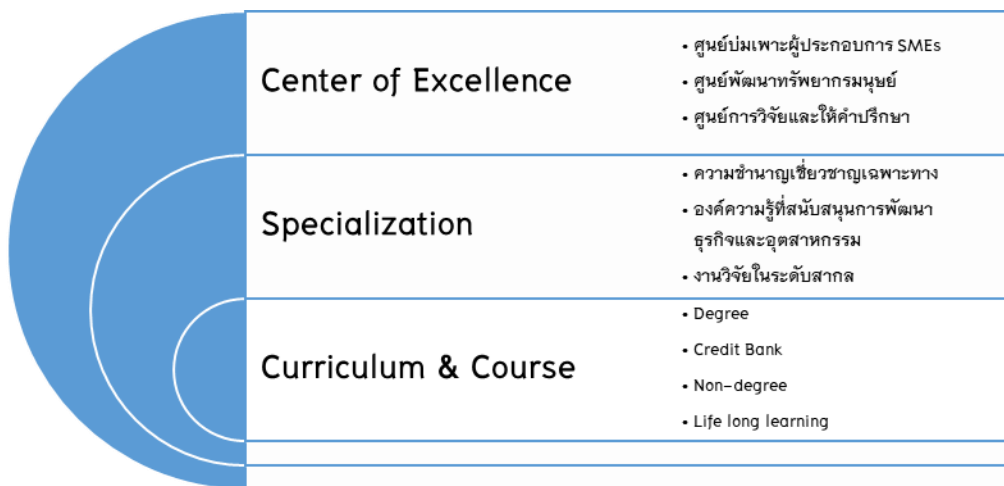 Center of Excellence
• ศูนย์บ่มเพาะผู้ประกอบการ SMEs
• ศูนย์พัฒนาทรัพยากรมนุษย์
• ศูนย์การวิจัยและให้คำปรึกษา
Specialization
• ความชำนาญเชี่ยวชาญเฉพาะทาง
• องค์ความรู้ที่สนับสนุนการพัฒนา
ธุรกิจและอุตสาหกรรม
• งานวิจัยในระดับสากล
Curriculum & Course
• Degree
• Credit Bank
• Non-degree
• Life long learning